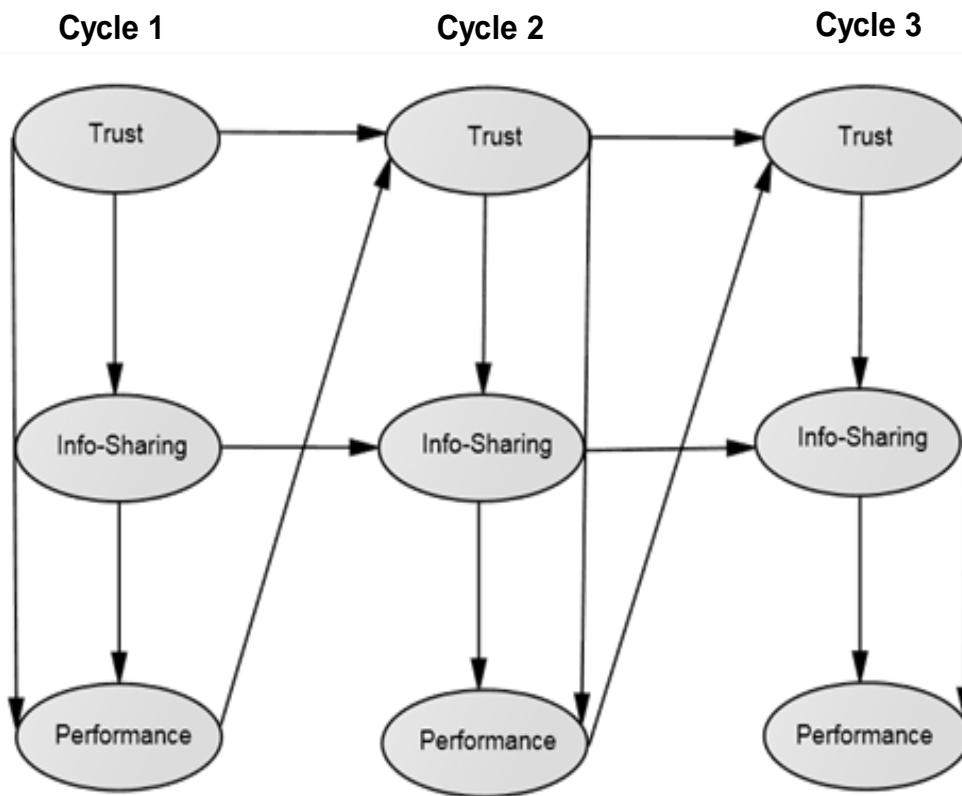 Cycle 1 Cycle 2 Cycle 3
Trust Trust Trust
Info-Sharing Info-Sharing Info-Sharing
Performance Performance Performance